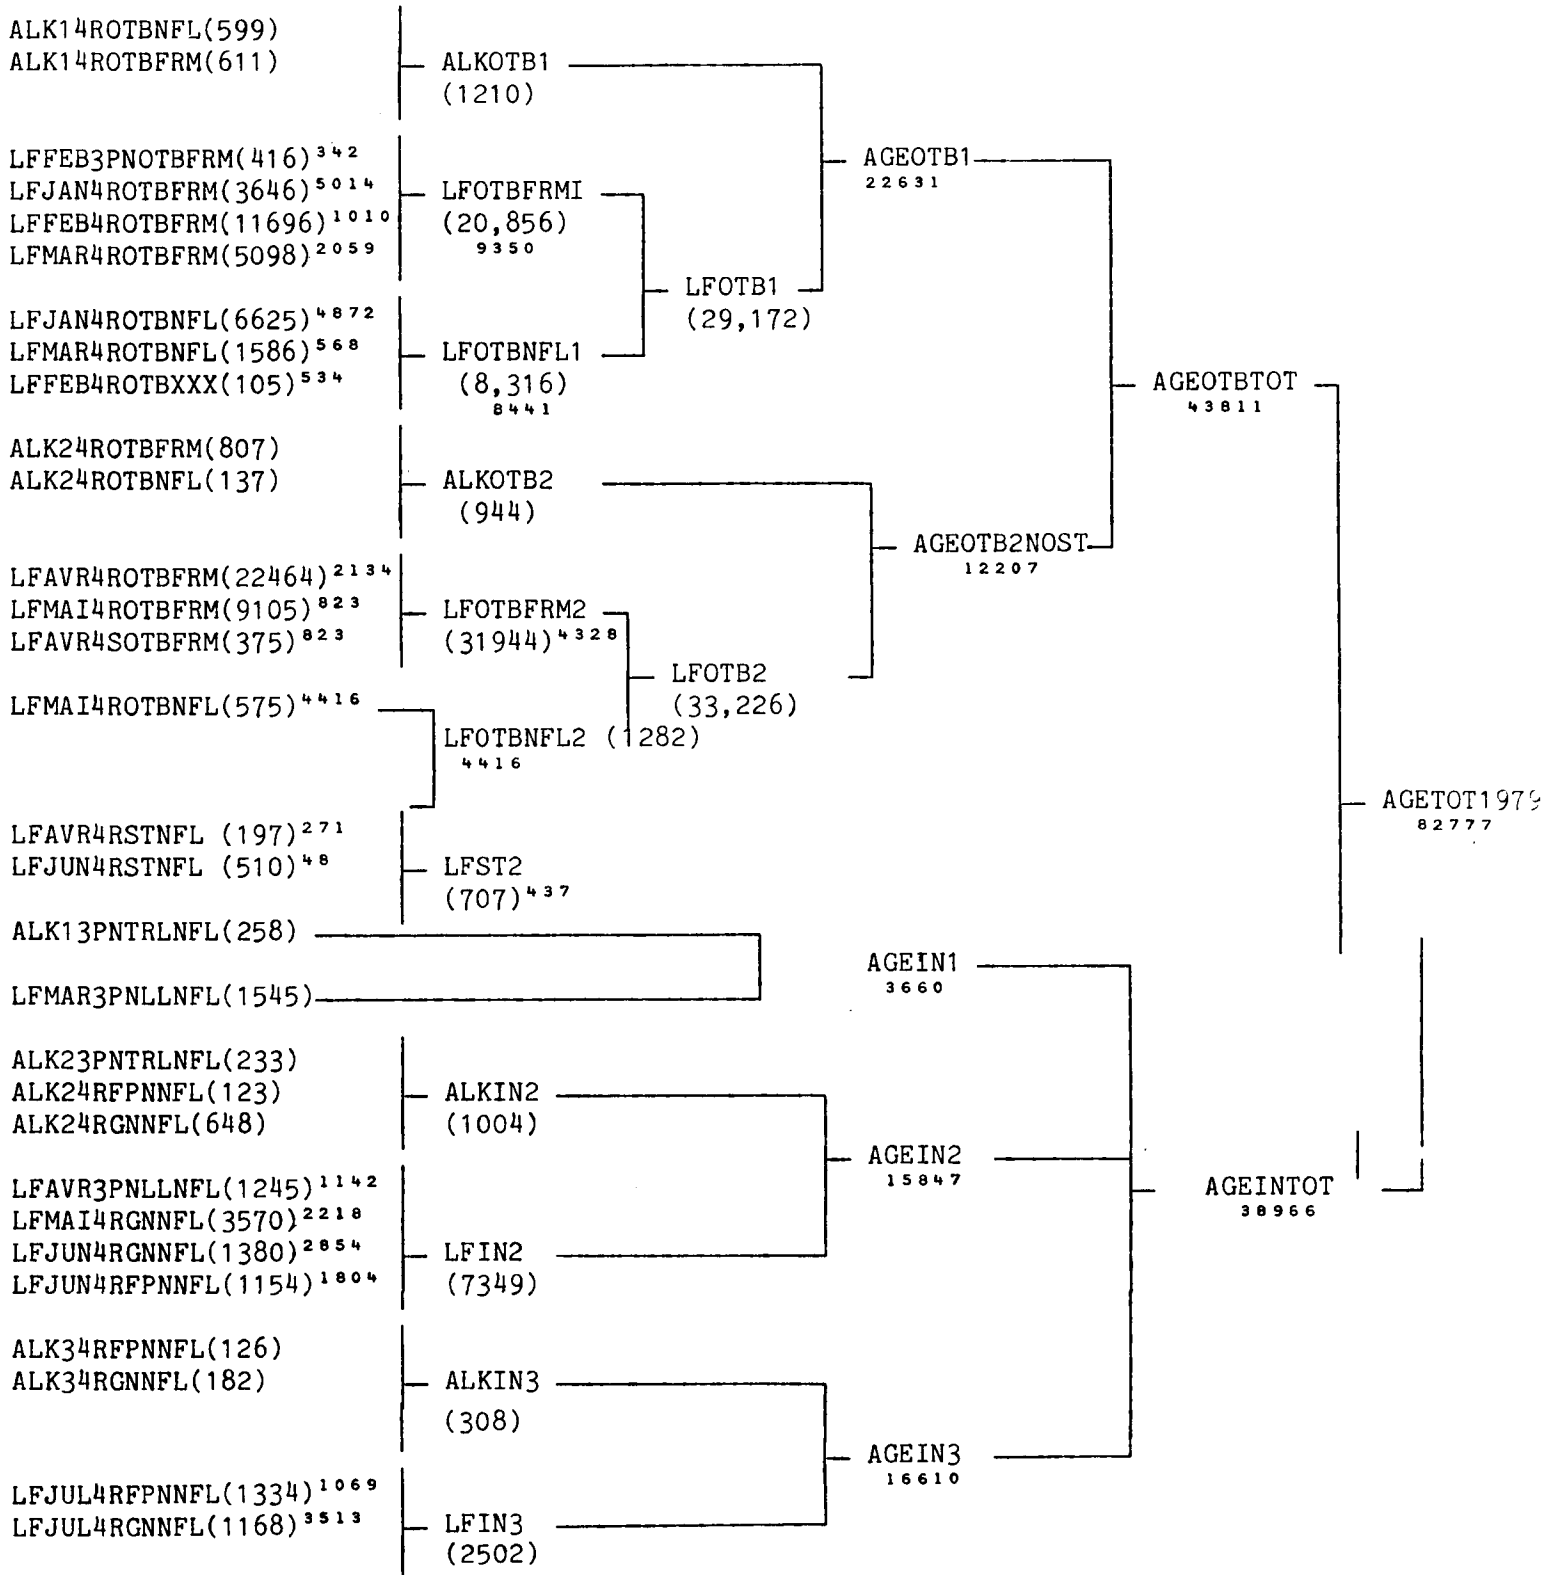 ALK14ROTBNFL(599)
ALK14ROTBFRM(611)
ALKOTB1
(1210)
LFFEB3PNOTBFRM(416)342
LFJAN4ROTBFRM(3646)5014
LFFEB4ROTBFRM(11696)1010
LFMAR4ROTBFRM(5098)2059
LFOTBFRMI
(20,856)
9350
AGEOTB1
22631
LFOTB1
(29,172)
LFJAN4ROTBNFL(6625)4872
LFMAR4ROTBNFL(1586)568
LFFEB4ROTBXXX(105)534
LFOTBNFL1
(8,316)
8441
AGEOTBTOT
43811
ALK24ROTBFRM(807)
ALK24ROTBNFL(137)
ALKOTB2
(944)
AGEOTB2NOST
12207
LFAVR4ROTBFRM(22464)2134
LFMAI4ROTBFRM(9105)823
LFAVR4SOTBFRM(375)823
LFOTBFRM2
(31944)4328
LFOTB2
(33,226)
LFMAI4ROTBNFL(575)4416
LFOTBNFL2 (1282)
4416
AGETOT1979
82777
LFAVR4RSTNFL (197)271
LFJUN4RSTNFL (510)48
LFST2
(707)437
ALK13PNTRLNFL(258)
LFMAR3PNLLNFL(1545)
AGEIN1
3660
ALK23PNTRLNFL(233)
ALK24RFPNNFL(123)
ALK24RGNNFL(648)
ALKIN2
(1004)
AGEIN2
15847
LFAVR3PNLLNFL(1245)1142
LFMAI4RGNNFL(3570)2218
LFJUN4RGNNFL(1380)2854
LFJUN4RFPNNFL(1154)1804
LFIN2
(7349)
AGEINTOT
38966
ALK34RFPNNFL(126)
ALK34RGNNFL(182)
ALKIN3
(308)
AGEIN3
16610
LFJUL4RFPNNFL(1334)1069
LFJUL4RGNNFL(1168)3513
LFIN3
(2502)